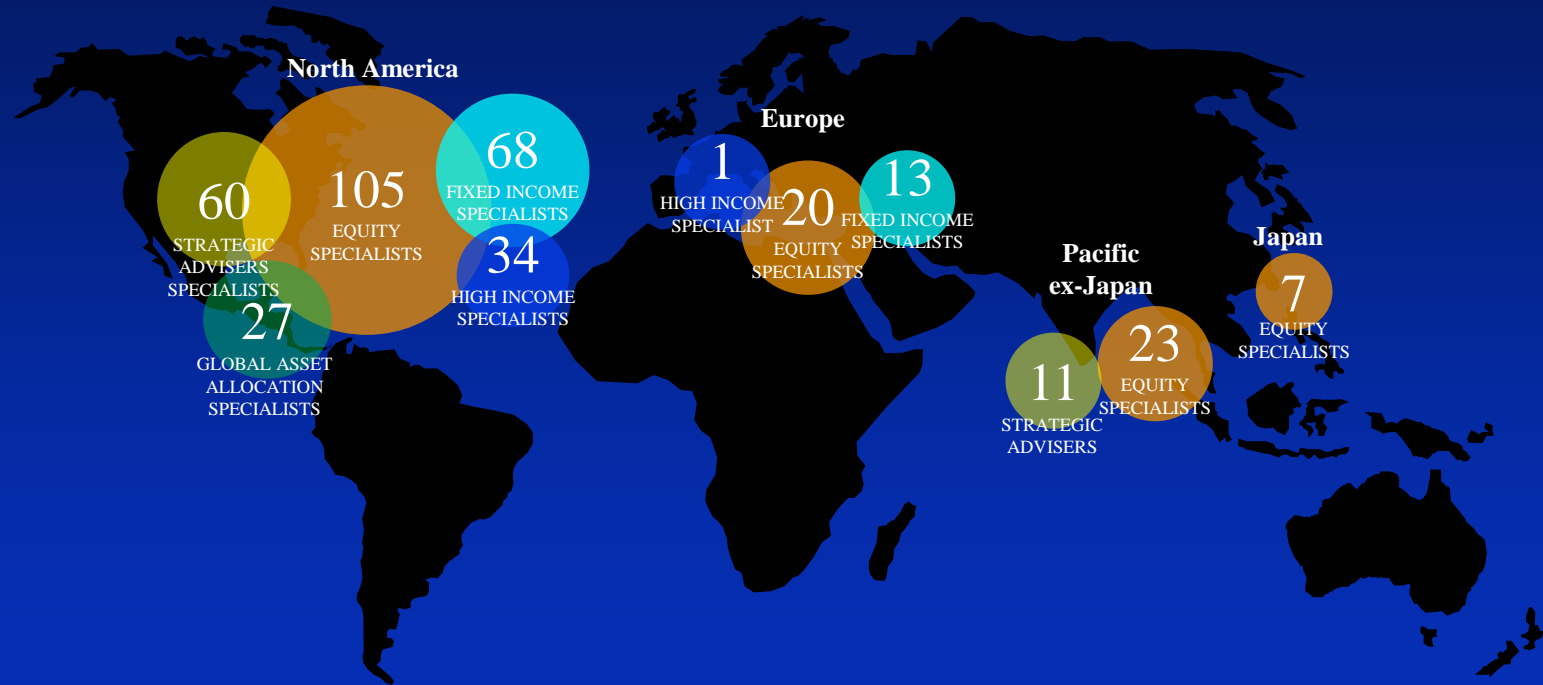 North America
60
STRATEGIC
ADVISERS
SPECIALISTS
105
EQUITY
SPECIALISTS
68
FIXED INCOME
SPECIALISTS
34
HIGH INCOME
SPECIALISTS
27
GLOBAL ASSET
ALLOCATION
SPECIALISTS
Europe
1
HIGH INCOME
SPECIALIST
20
EQUITY
SPECIALISTS
13
FIXED INCOME
SPECIALISTS
Pacific
ex-Japan
11
STRATEGIC
ADVISERS
23
EQUITY
SPECIALISTS
Japan
7
EQUITY
SPECIALISTS